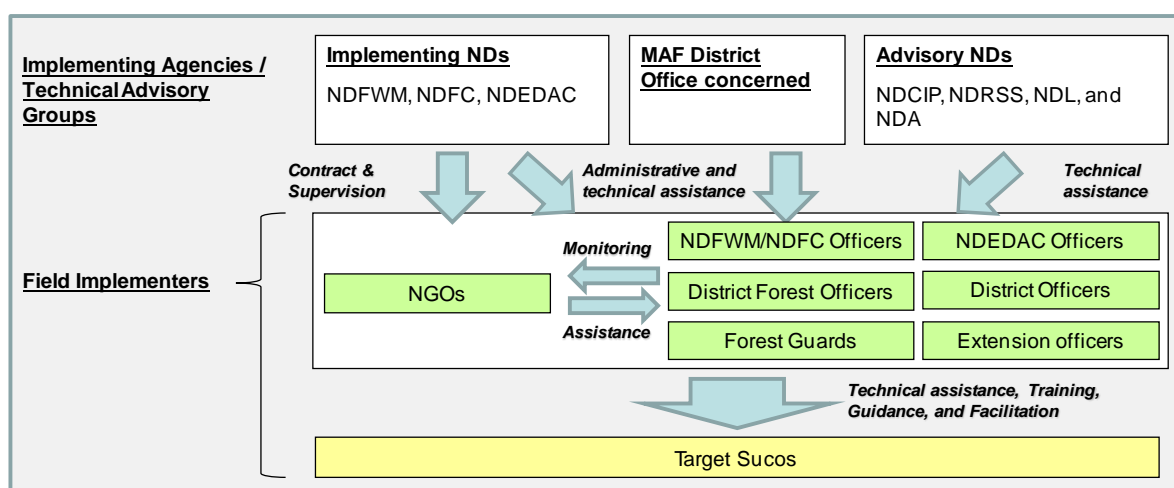 Implementing Agencies /
Technical Advisory
Groups
Implementing NDs
NDFWM, NDFC, NDEDAC
MAF District
Office concerned
Advisory NDs
NDCIP, NDRSS, NDL, and
NDA
Contract &
Supervision
Administrative and
technical assistance
Technical
assistance
Field Implementers
NGOs
Monitoring
Assistance
NDFWM/NDFC Officers
NDEDAC Officers
District Forest Officers
District Officers
Forest Guards
Extension officers
Technical assistance, Training,
Guidance, and Facilitation
Target Sucos